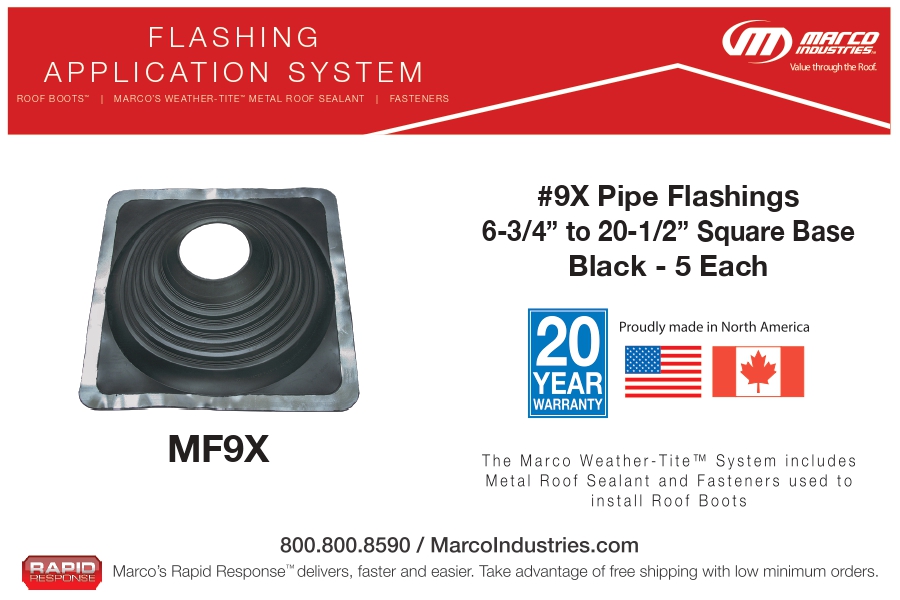 FLASHING
APPLICATION SYSTEM
ROOF BOOTS™ | MARCO'S WEATHER-TITE™ METAL ROOF SEALANT | FASTENERS
MARCO
INDUSTRIES™
Value through the Roof.
#9X Pipe Flashings
6-3/4” to 20-1/2” Square Base
Black - 5 Each
20
YEAR
WARRANTY
Proudly made in North America
MF9X
The Marco Weather-Tite™ System includes
Metal Roof Sealant and Fasteners used to
install Roof Boots
800.800.8590 / MarcoIndustries.com
RAPID
RESPONSE
Marco’s Rapid Response™ delivers, faster and easier. Take advantage of free shipping with low minimum orders.